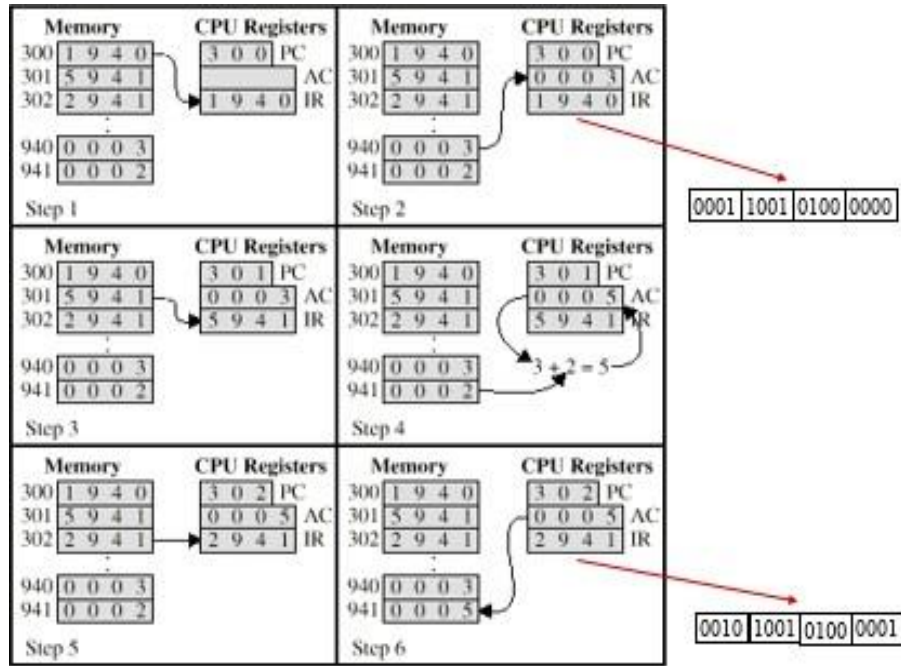 Memory CPU Registers
300 1 9 4 0 3 0 0 PC
301 5 9 4 1 AC
302 2 9 4 1 1 9 4 0 IR
940 0 0 0 3
941 0 0 0 2
Step 1
Memory CPU Registers
300 1 9 4 0 3 0 0 PC
301 5 9 4 1 0 0 0 3 AC
302 2 9 4 1 1 9 4 0 IR
940 0 0 0 3
941 0 0 0 2
Step 2
0001 1001 0100 0000
Memory CPU Registers
300 1 9 4 0 3 0 1 PC
301 5 9 4 1 0 0 0 3 AC
302 2 9 4 1 5 9 4 1 IR
940 0 0 0 3
941 0 0 0 2
Step 3
Memory CPU Registers
300 1 9 4 0 3 0 1 PC
301 5 9 4 1 0 0 0 5 AC
302 2 9 4 1 5 9 4 1 IR
940 0 0 0 3 3 + 2 = 5
941 0 0 0 2
Step 4
Memory CPU Registers
300 1 9 4 0 3 0 2 PC
301 5 9 4 1 0 0 0 5 AC
302 2 9 4 1 2 9 4 1 IR
940 0 0 0 3
941 0 0 0 2
Step 5
Memory CPU Registers
300 1 9 4 0 3 0 2 PC
301 5 9 4 1 0 0 0 5 AC
302 2 9 4 1 2 9 4 1 IR
940 0 0 0 3
941 0 0 0 5
Step 6
0010 1001 0100 0001